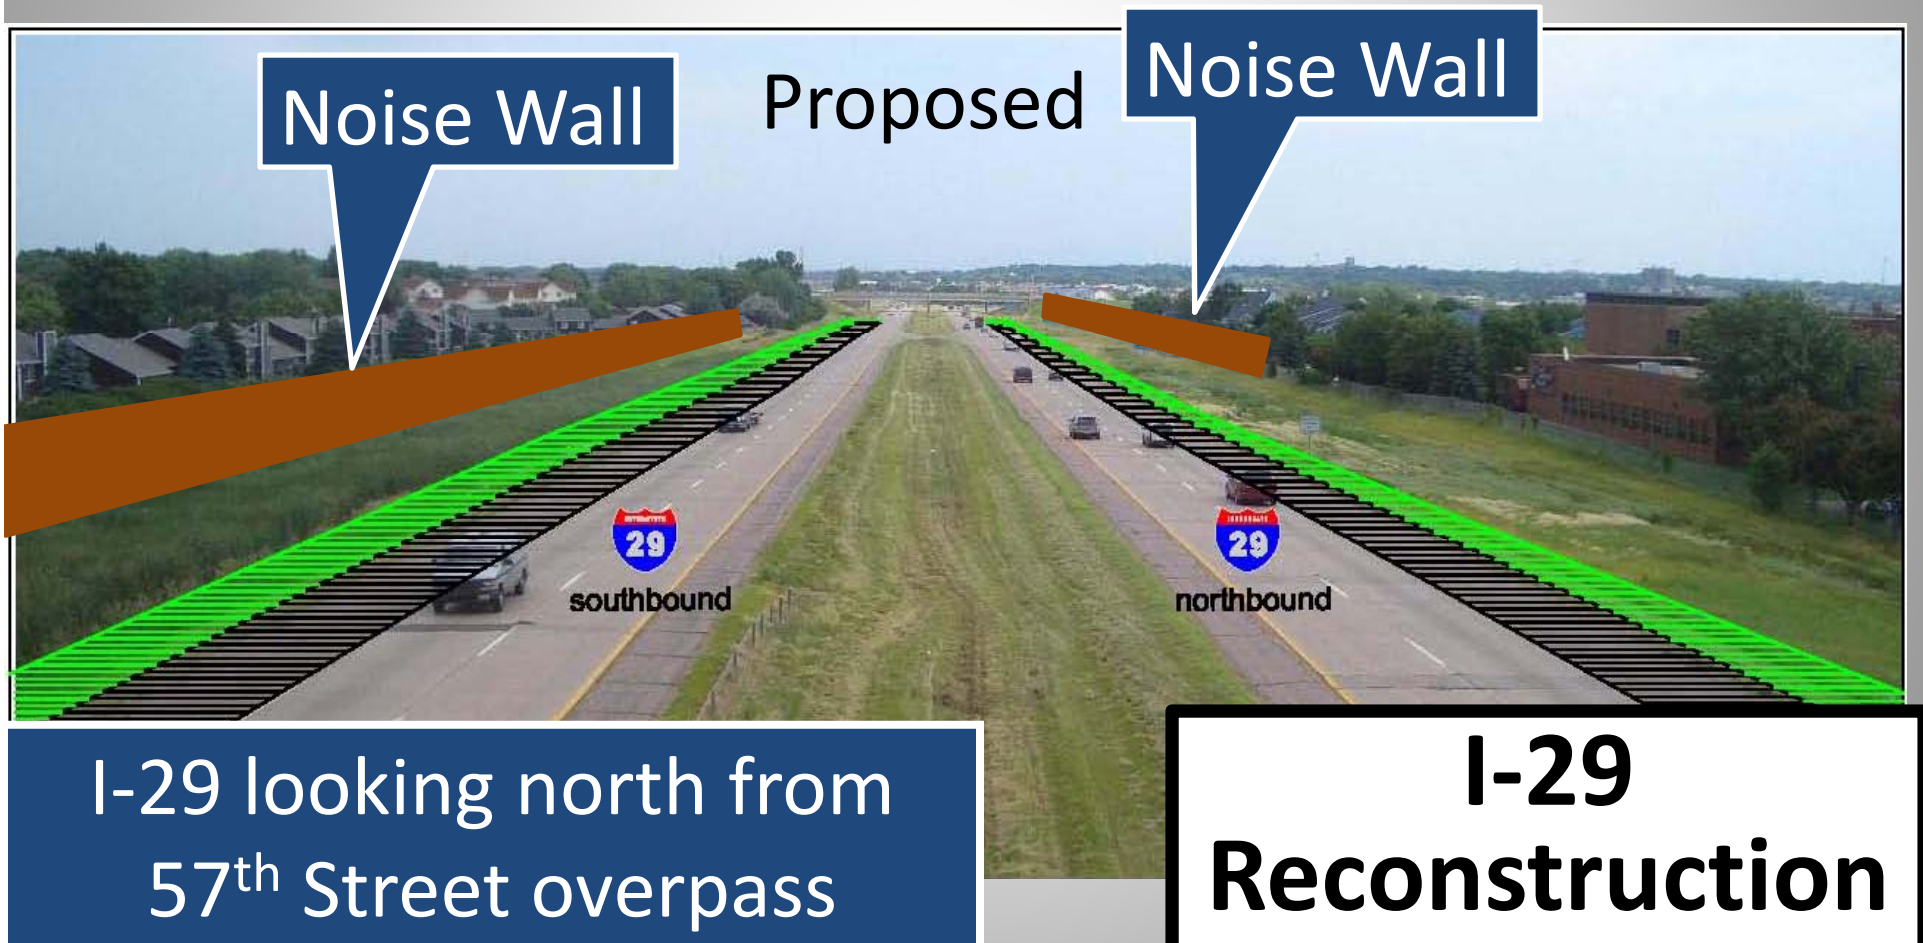 Noise Wall
Proposed
Noise Wall
29
southbound
29
northbound
I-29 looking north from
57th Street overpass
I-29
Reconstruction